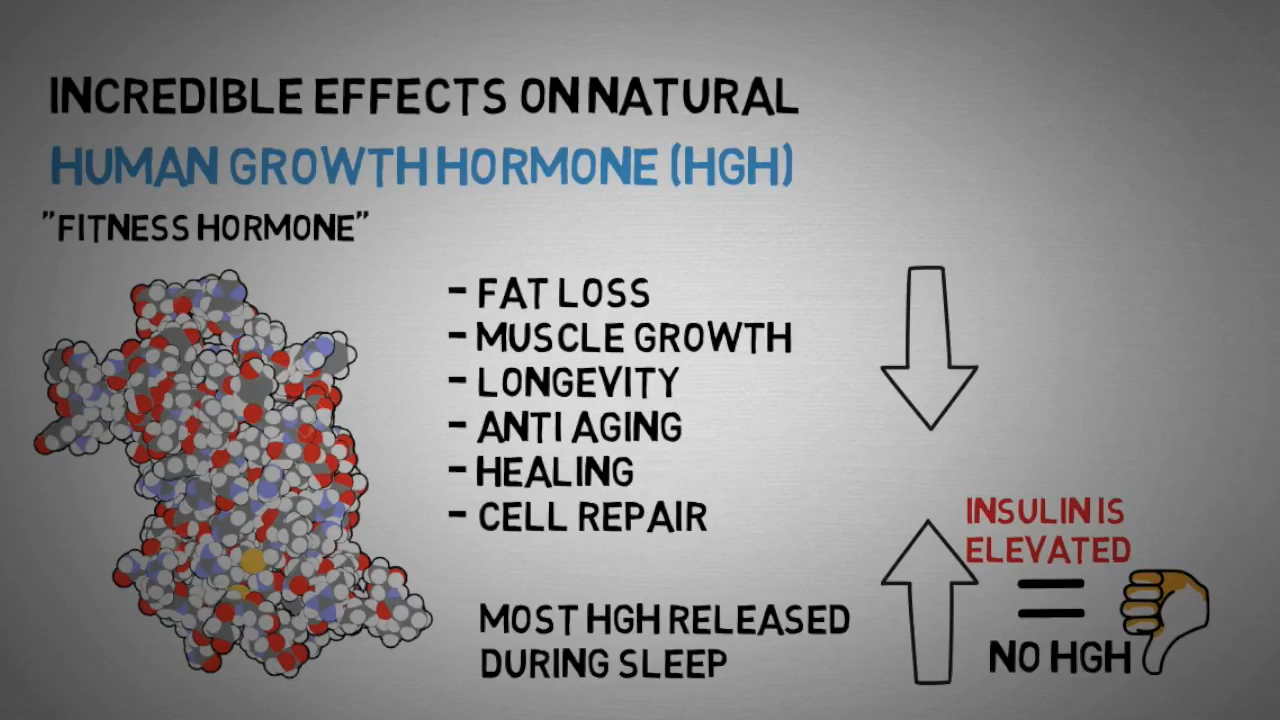 INCREDIBLE EFFECTS ON NATURAL
HUMAN GROWTH HORMONE (HGH)
"FITNESS HORMONE"
- FAT LOSS
- MUSCLE GROWTH
- LONGEVITY
- ANTI AGING
- HEALING
- CELL REPAIR
MOST HGH RELEASED
DURING SLEEP
INSULIN IS
ELEVATED
=
NO HGH